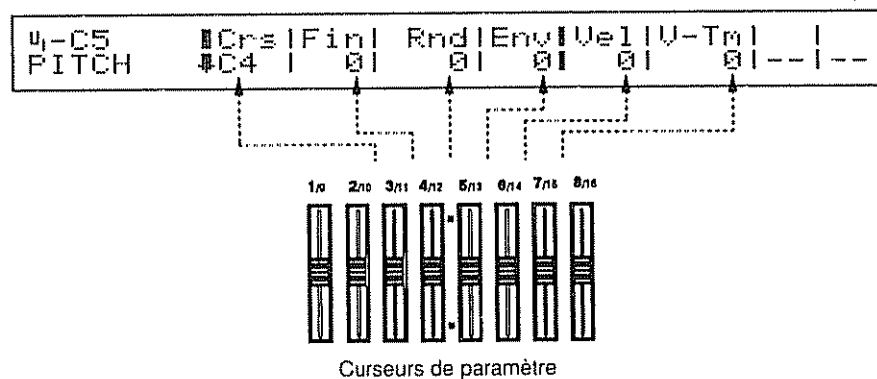 -C5 Crs|Fin| Rnd|Env Vel|V-Tm| |
PITCH C4 | 0| 0| 0 0| 0|--|--
1/9 2/10 3/11 4/12 5/13 6/14 7/15 8/16
Curseurs de paramètre